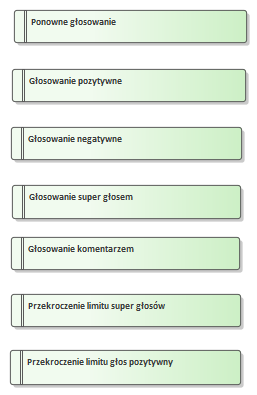 Ponowne głosowanie
Głosowanie pozytywne
Głosowanie negatywne
Głosowanie super głosem
Głosowanie komentarzem
Przekroczenie limitu super głosów
Przekroczenie limitu głos pozytywny